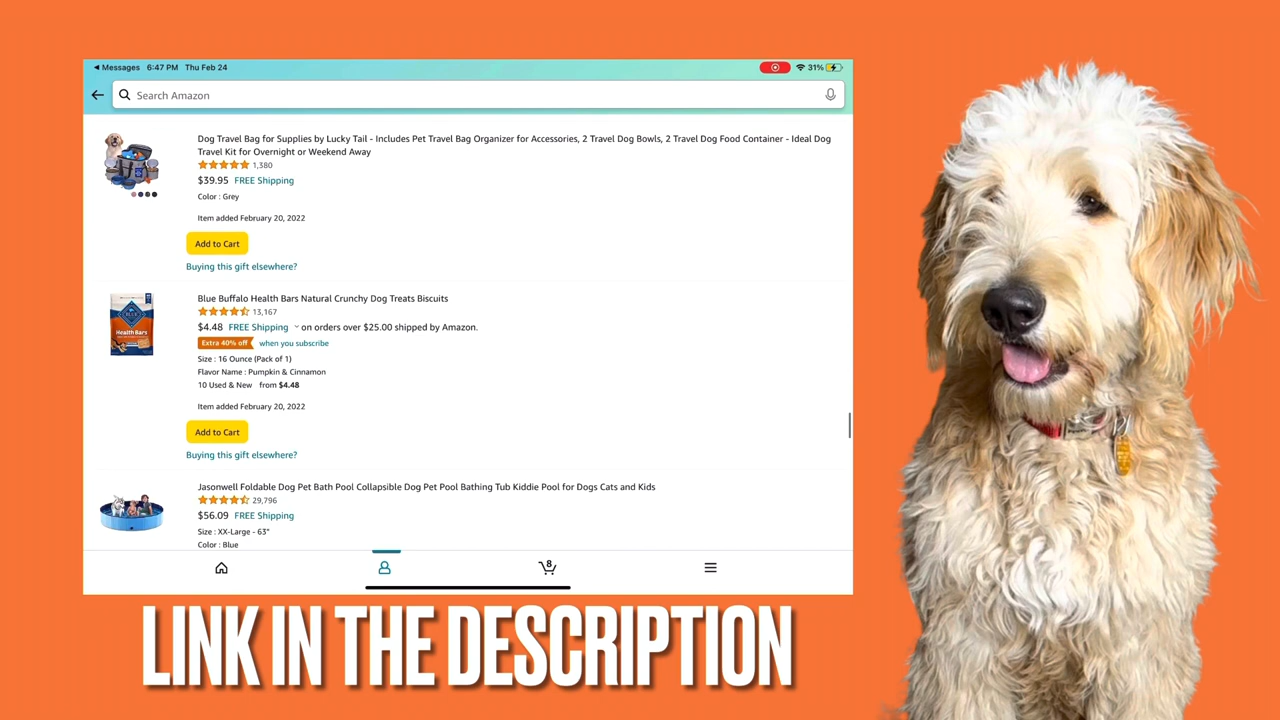 Messages 6:47 PM Thu Feb 24
31%
Search Amazon
Dog Travel Bag for Supplies by Lucky Tail - Includes Pet Travel Bag Organizer for Accessories, 2 Travel Dog Bowls, 2 Travel Dog Food Container - Ideal Dog
Travel Kit for Overnight or Weekend Away
1,380
$39.95 FREE Shipping
Color : Grey
Item added February 20, 2022
Add to Cart
Buying this gift elsewhere?
BLUE
Health Bars
Blue Buffalo Health Bars Natural Crunchy Dog Treats Biscuits
13,167
$4.48 FREE Shipping on orders over $25.00 shipped by Amazon.
Extra 40% off when you subscribe
Size : 16 Ounce (Pack of 1)
Flavor Name : Pumpkin & Cinnamon
10 Used & New from $4.48
Item added February 20, 2022
Add to Cart
Buying this gift elsewhere?
Jasonwell Foldable Dog Pet Bath Pool Collapsible Dog Pet Pool Bathing Tub Kiddie Pool for Dogs Cats and Kids
29,796
$56.09 FREE Shipping
Size : XX-Large - 63"
Color : Blue
8
LINK IN THE DESCRIPTION